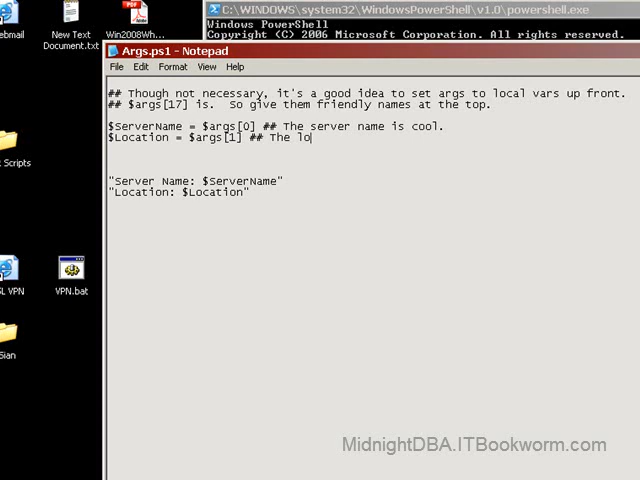 C:\WINDOWS\system32\WindowsPowerShell\v1.0\powershell.exe
Windows PowerShell
Copyright (C) 2006 Microsoft Corporation. All rights reserved.
ebmail
New Text Document.txt
Win2008Wh...
Args.ps1 - Notepad
File Edit Format View Help
## Though not necessary, it's a good idea to set args to local vars up front.
## $args[17] is. So give them friendly names at the top.
$ServerName = $args[0] ## The server name is cool.
$Location = $args[1] ## The lo
"Server Name: $ServerName"
"Location: $Location"
Scripts
L VPN
VPN.bat
Sian
MidnightDBA.ITBookworm.com